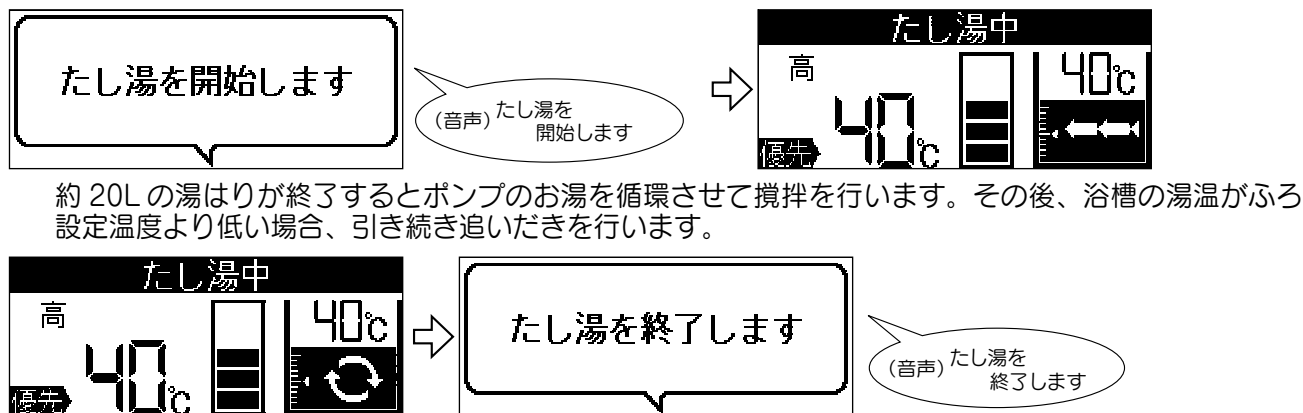 たし湯を開始します
(音声)たし湯を
開始します
たし湯中
高
40℃
優先
40℃
約 20L の湯はりが終了するとポンプのお湯を循環させて撹拌を行います。その後、浴槽の湯温がふろ
設定温度より低い場合、引き続き追いだきを行います。
たし湯中
高
40℃
優先
40℃
たし湯を終了します
(音声)たし湯を
終了します